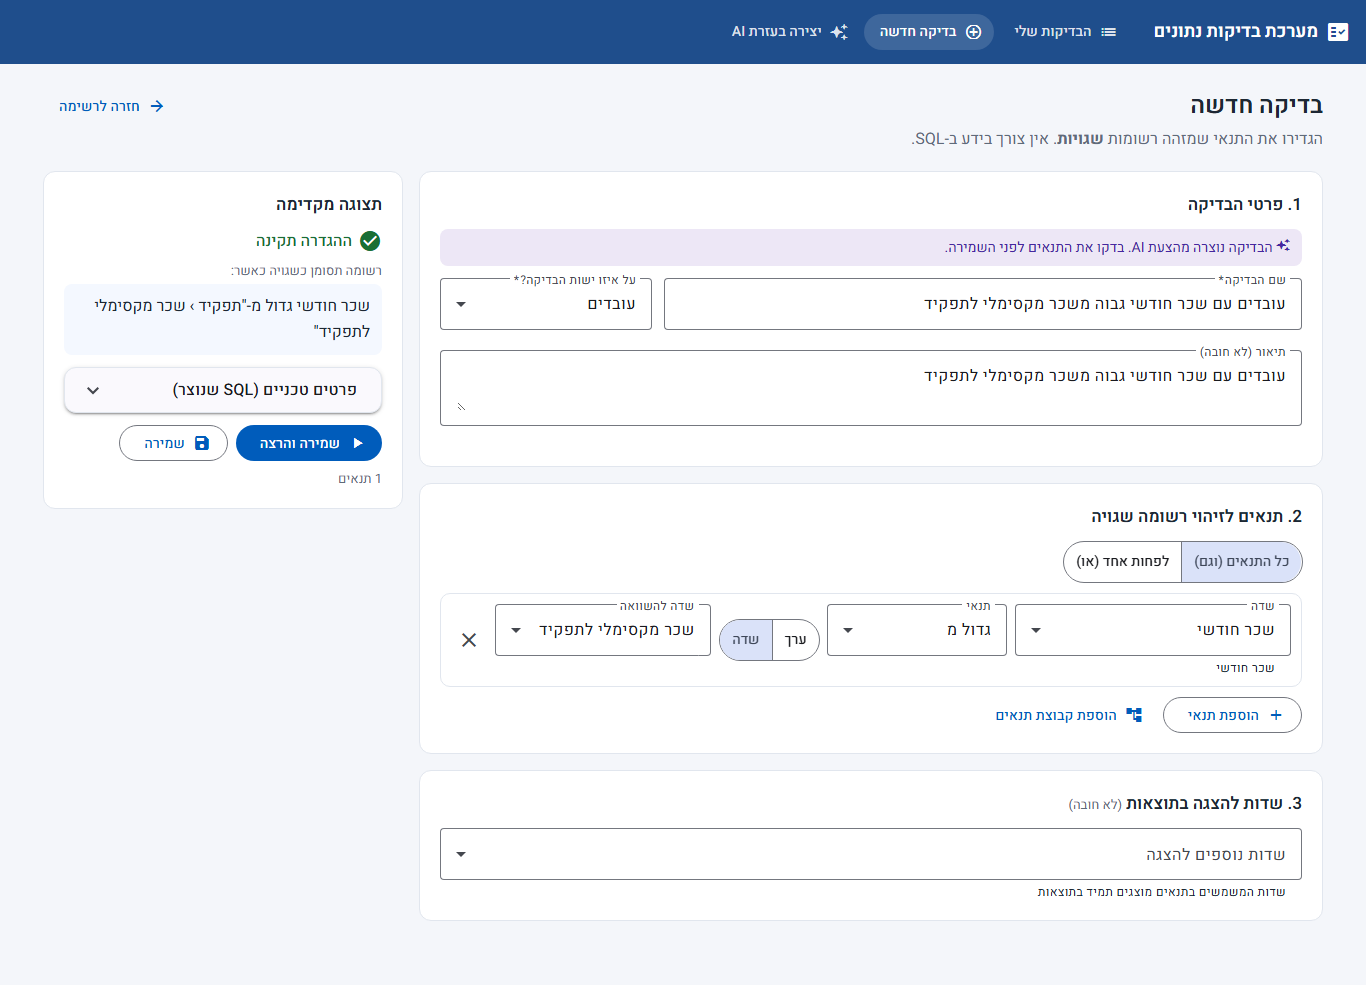 מערכת בדיקות נתונים
הבדיקות שלי
בדיקה חדשה
יצירה בעזרת AI
בדיקה חדשה
חזרה לרשימה
הגדירו את התנאי שמזהה רשומות שגויות. אין צורך בידע ב-SQL.
1. פרטי הבדיקה
הבדיקה נוצרה מהצעת AI. בדקו את התנאים לפני השמירה.
שם הבדיקה*
עובדים עם שכר חודשי גבוה משכר מקסימלי לתפקיד
על איזו ישות הבדיקה?*
עובדים
תיאור (לא חובה)
עובדים עם שכר חודשי גבוה משכר מקסימלי לתפקיד
2. תנאים לזיהוי רשומה שגויה
כל התנאים (וגם)
לפחות אחד (או)
שדה
שכר חודשי
שכר חודשי
תנאי
גדול מ
ערך
שדה
שדה להשוואה
שכר מקסימלי לתפקיד
הוספת תנאי
הוספת קבוצת תנאים
3. שדות להצגה בתוצאות (לא חובה)
שדות נוספים להצגה
שדות המשמשים בתנאים מוצגים תמיד בתוצאות
תצוגה מקדימה
ההגדרה תקינה
רשומה תסומן כשגויה כאשר:
שכר חודשי גדול מ-"תפקיד › שכר מקסימלי
לתפקיד"
פרטים טכניים (SQL שנוצר)
שמירה והרצה
שמירה
1 תנאים